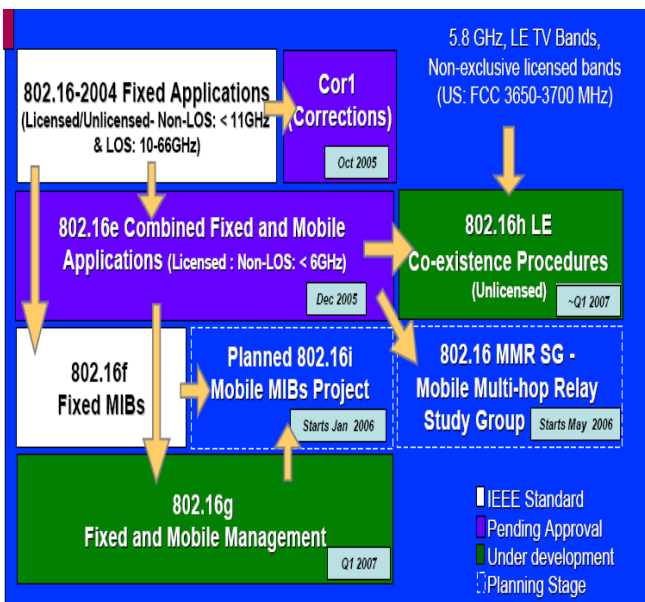 802.16-2004 Fixed Applications
(Licensed/Unlicensed- Non-LOS: < 11GHz
& LOS: 10-66GHz)
Cor1
(Corrections)
Oct 2005
5.8 GHz, LE TV Bands,
Non-exclusive licensed bands
(US: FCC 3650-3700 MHz)
802.16e Combined Fixed and Mobile
Applications (Licensed : Non-LOS: < 6GHz)
Dec 2005
802.16h LE
Co-existence Procedures
(Unlicensed)
~Q1 2007
802.16f
Fixed MIBs
Planned 802.16i
Mobile MIBs Project
Starts Jan 2006
802.16 MMR SG -
Mobile Multi-hop Relay
Study Group
Starts May 2006
802.16g
Fixed and Mobile Management
Q1 2007
IEEE Standard
Pending Approval
Under development
Planning Stage